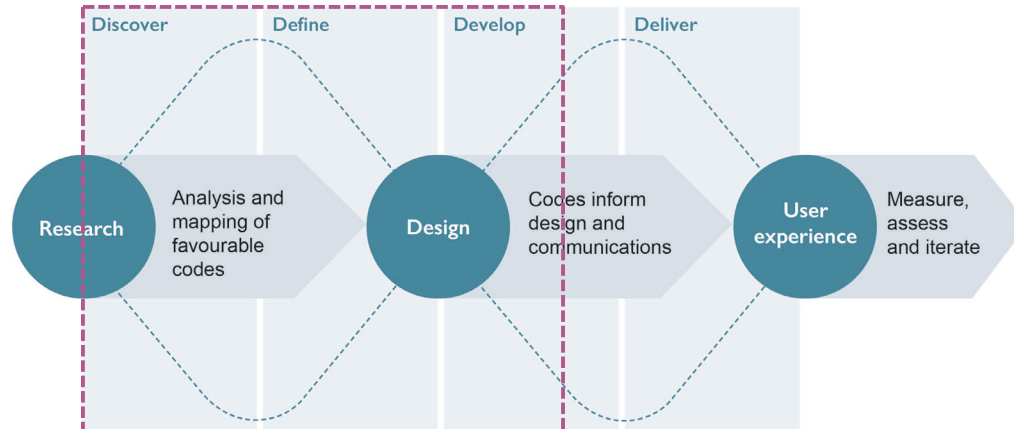 Discover
Define
Develop
Deliver
Research
Analysis and
mapping of
favourable
codes
Design
Codes inform
design and
communications
User
experience
Measure,
assess
and iterate